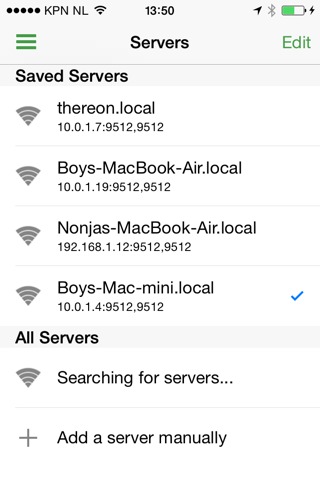 KPN NL 13:50
Servers Edit
Saved Servers
thereon.local
10.0.1.7:9512,9512
Boys-MacBook-Air.local
10.0.1.19:9512,9512
Nonjas-MacBook-Air.local
192.168.1.12:9512,9512
Boys-Mac-mini.local
10.0.1.4:9512,9512
All Servers
Searching for servers...
Add a server manually